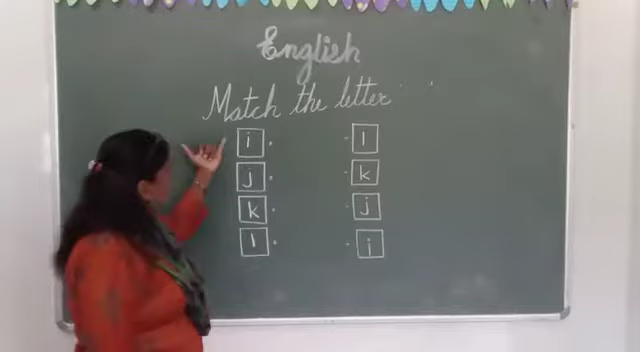 English
Match the letter
i l
j k
k j
l i